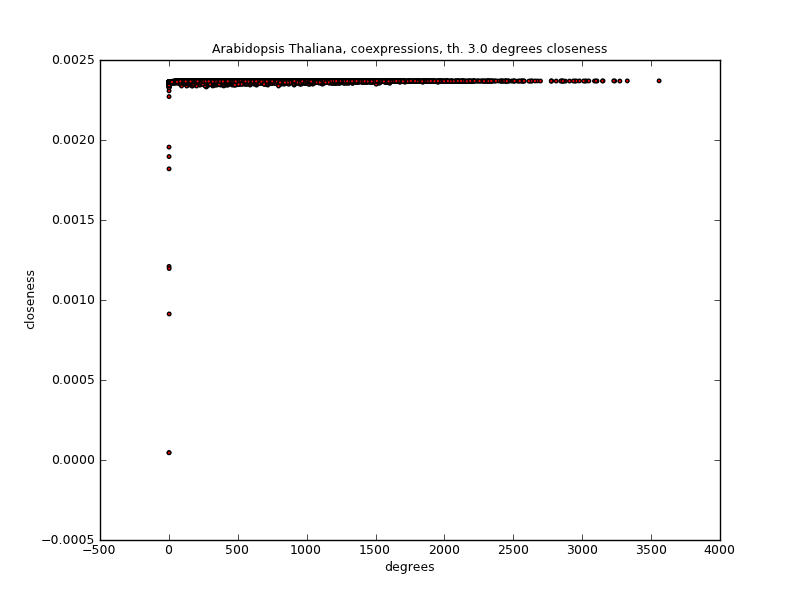 Arabidopsis Thaliana, coexpressions, th. 3.0 degrees closeness
0.0025
0.0020
0.0015
0.0010
0.0005
0.0000
−0.0005
closeness
−500 0 500 1000 1500 2000 2500 3000 3500 4000
degrees